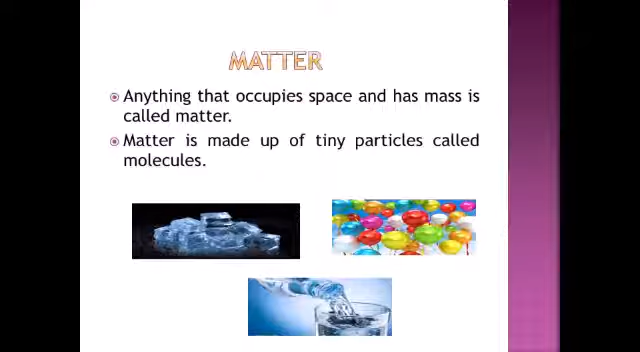 MATTER
Anything that occupies space and has mass is
called matter.
Matter is made up of tiny particles called
molecules.